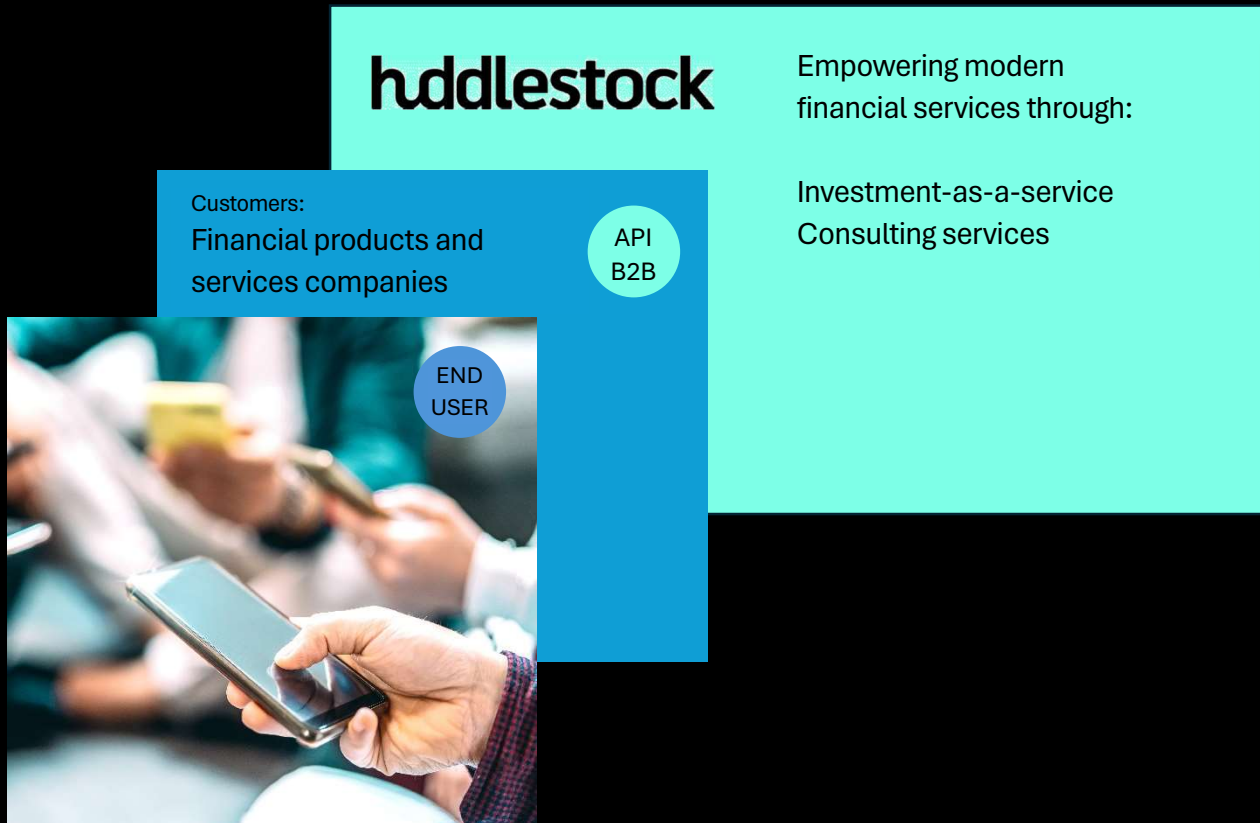 huddlestock
Empowering modern
financial services through:
Investment-as-a-service
Consulting services
Customers:
Financial products and
services companies
API
B2B
END
USER